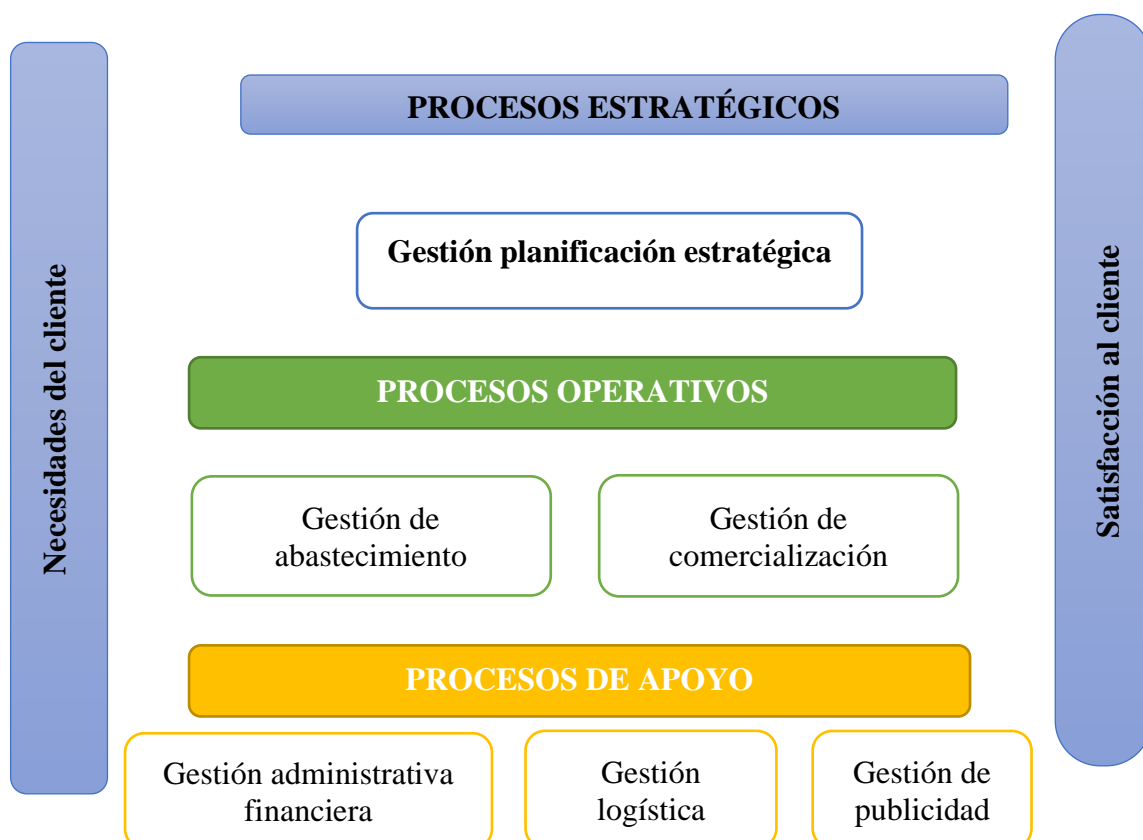 Necesidades del cliente
PROCESOS ESTRATÉGICOS
Gestión planificación estratégica
PROCESOS OPERATIVOS
Gestión de
abastecimiento
Gestión de
comercialización
PROCESOS DE APOYO
Gestión administrativa
financiera
Gestión
logística
Gestión de
publicidad
Satisfacción al cliente